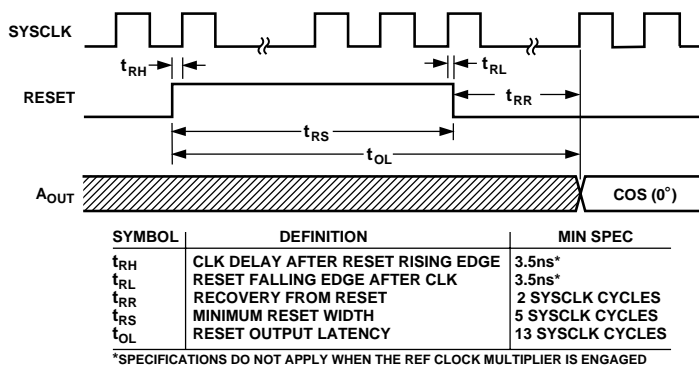 SYSCLK
tRH
tRL
RESET
tRR
tRS
tOL
AOUT
COS (0°)
SYMBOL DEFINITION MIN SPEC
tRH CLK DELAY AFTER RESET RISING EDGE 3.5ns*
tRL RESET FALLING EDGE AFTER CLK 3.5ns*
tRR RECOVERY FROM RESET 2 SYSCLK CYCLES
tRS MINIMUM RESET WIDTH 5 SYSCLK CYCLES
tOL RESET OUTPUT LATENCY 13 SYSCLK CYCLES
*SPECIFICATIONS DO NOT APPLY WHEN THE REF CLOCK MULTIPLIER IS ENGAGED